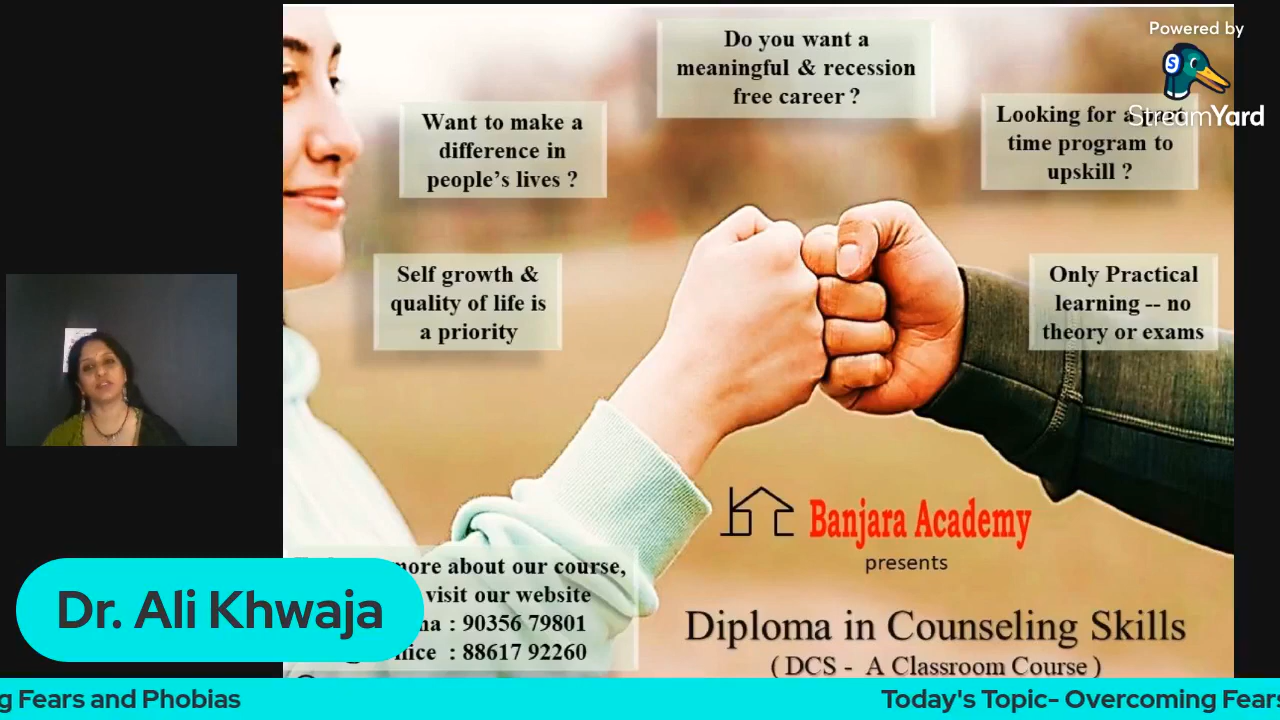 Do you want a
meaningful & recession
free career ?
Powered by
StreamYard
Want to make a
difference in
people's lives ?
Looking for a
time program to
upskill ?
Self growth &
quality of life is
a priority
Only Practical
learning -- no
theory or exams
Banjara Academy
presents
Diploma in Counseling Skills
( DCS - A Classroom Course )
more about our course,
visit our website
: 90356 79801
: 88617 92260
Dr. Ali Khwaja
g Fears and Phobias
Today's Topic- Overcoming Fears